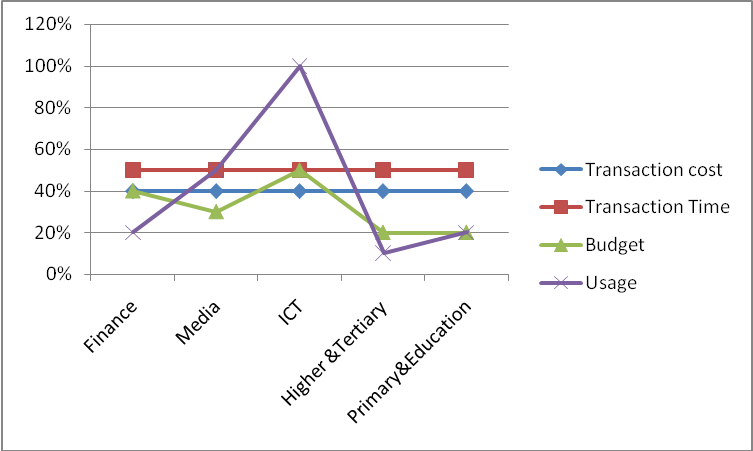 120%
100%
80%
60%
40%
20%
0%
Finance
Media
ICT
Higher &Tertiary
Primary&Education
Transaction cost
Transaction Time
Budget
Usage